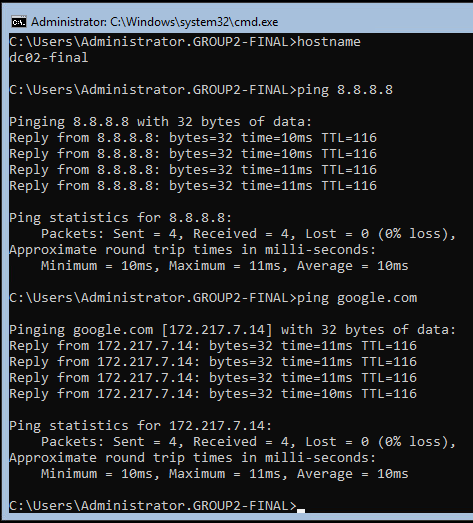 Administrator: C:\Windows\system32\cmd.exe
C:\Users\Administrator.GROUP2-FINAL>hostname
dc02-final
C:\Users\Administrator.GROUP2-FINAL>ping 8.8.8.8
Pinging 8.8.8.8 with 32 bytes of data:
Reply from 8.8.8.8: bytes=32 time=10ms TTL=116
Reply from 8.8.8.8: bytes=32 time=10ms TTL=116
Reply from 8.8.8.8: bytes=32 time=11ms TTL=116
Reply from 8.8.8.8: bytes=32 time=11ms TTL=116
Ping statistics for 8.8.8.8:
Packets: Sent = 4, Received = 4, Lost = 0 (0% loss),
Approximate round trip times in milli-seconds:
Minimum = 10ms, Maximum = 11ms, Average = 10ms
C:\Users\Administrator.GROUP2-FINAL>ping google.com
Pinging google.com [172.217.7.14] with 32 bytes of data:
Reply from 172.217.7.14: bytes=32 time=11ms TTL=116
Reply from 172.217.7.14: bytes=32 time=11ms TTL=116
Reply from 172.217.7.14: bytes=32 time=11ms TTL=116
Reply from 172.217.7.14: bytes=32 time=10ms TTL=116
Ping statistics for 172.217.7.14:
Packets: Sent = 4, Received = 4, Lost = 0 (0% loss),
Approximate round trip times in milli-seconds:
Minimum = 10ms, Maximum = 11ms, Average = 10ms
C:\Users\Administrator.GROUP2-FINAL>